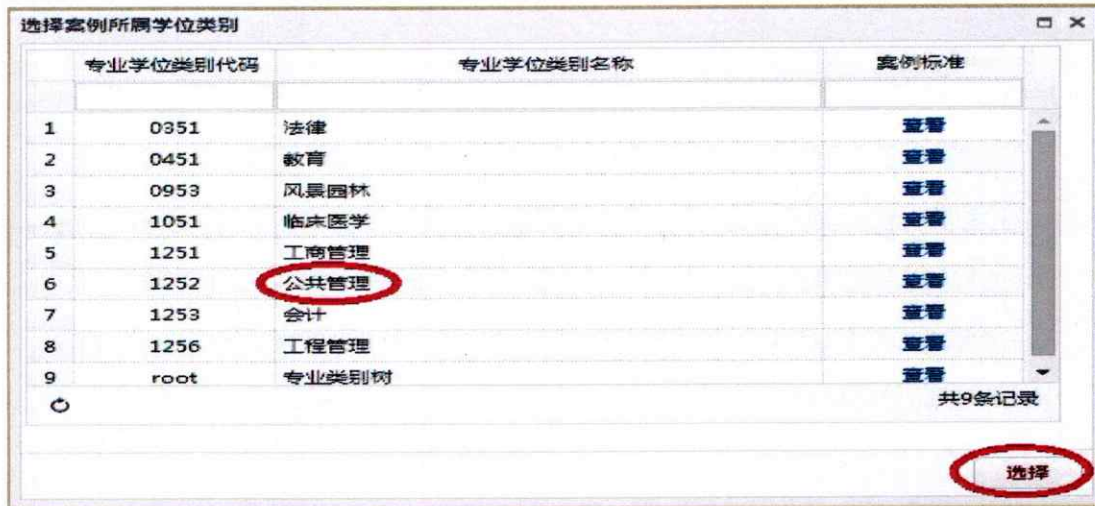 选择案例所属学位类别
专业学位类别代码 专业学位类别名称 案例标准
1 0351 法律 查看
2 0451 教育 查看
3 0953 风景园林 查看
4 1051 临床医学 查看
5 1251 工商管理 查看
6 1252 公共管理 查看
7 1253 会计 查看
8 1256 工程管理 查看
9 root 专业类别树 查看
共9条记录
选择